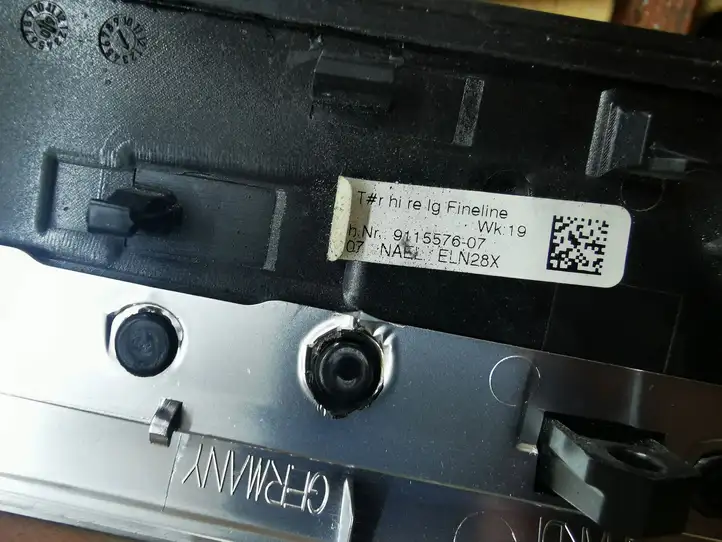 T#r hi re lg Fineline
Wk:19
h.Nr. 9115576-07
07 NAEL ELN28X
GERMANY